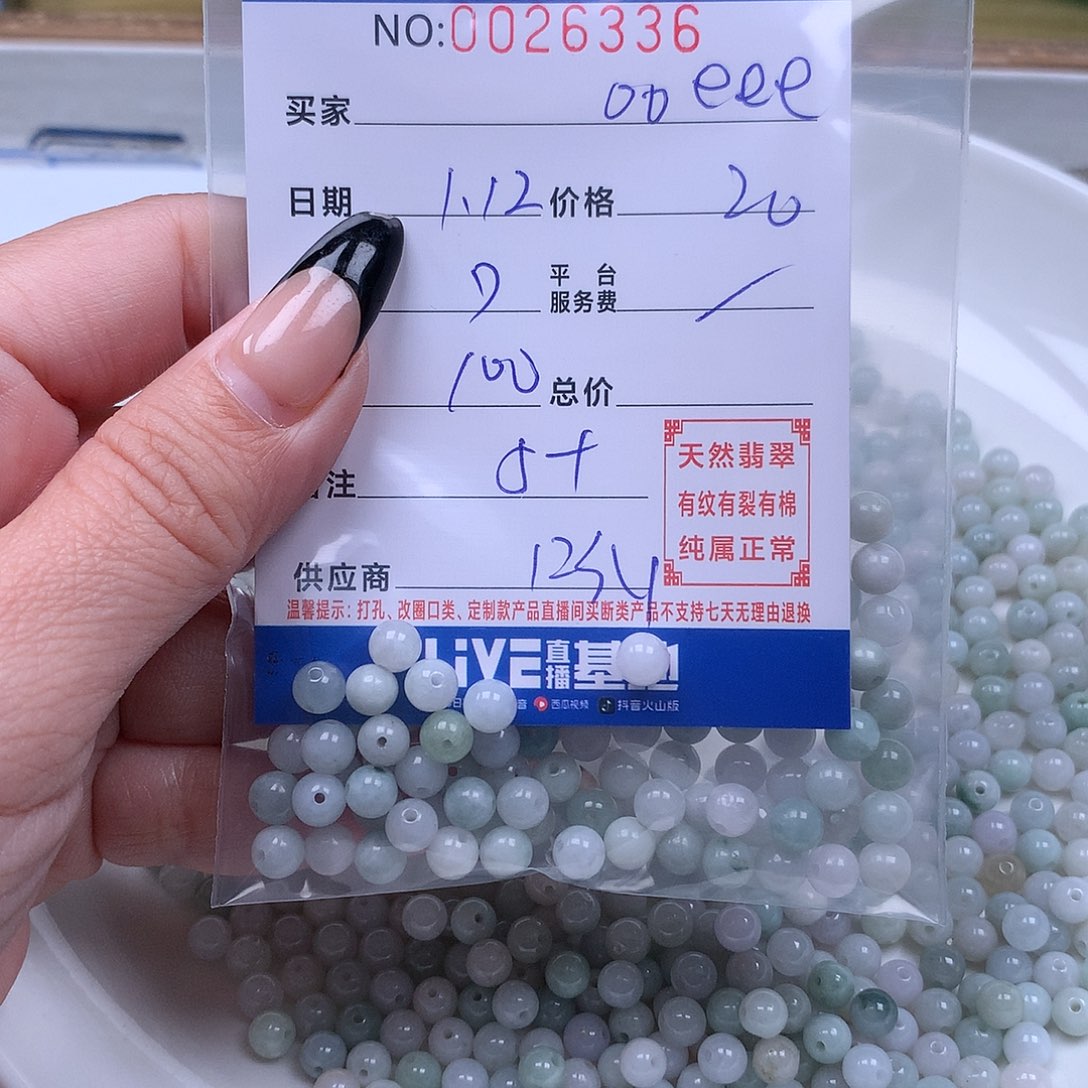 NO:0026336
买家 oo eee
日期 1.12 价格 20
7 平台服务费 /
100 总价
注 5+
天然翡翠
有纹有裂有棉
纯属正常
供应商
温馨提示：打孔、改圈口类、定制款产品直播间买断类产品不支持七天无理由退换
LiVE直播基地
西瓜视频 抖音火山版